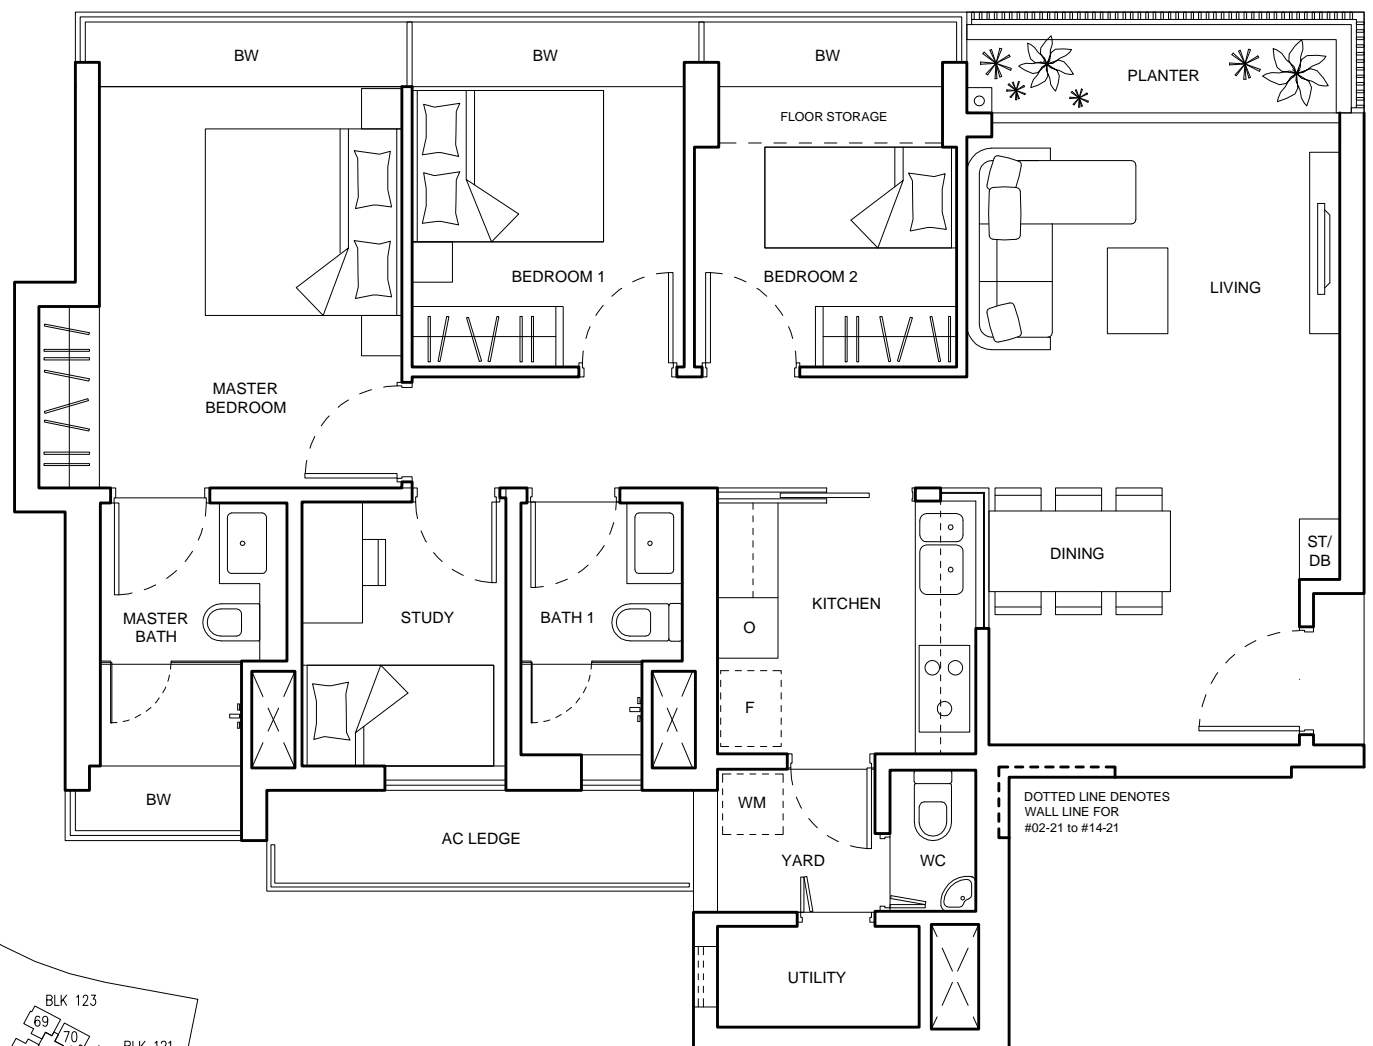 BW
BW
BW
PLANTER
FLOOR STORAGE
BEDROOM 1
BEDROOM 2
LIVING
MASTER
BEDROOM
ST/
DB
DINING
KITCHEN
MASTER
BATH
STUDY
BATH 1
O
F
BW
WM
DOTTED LINE DENOTES
WALL LINE FOR
#02-21 to #14-21
AC LEDGE
YARD
WC
UTILITY
BLK 123
69
70
BLK 121